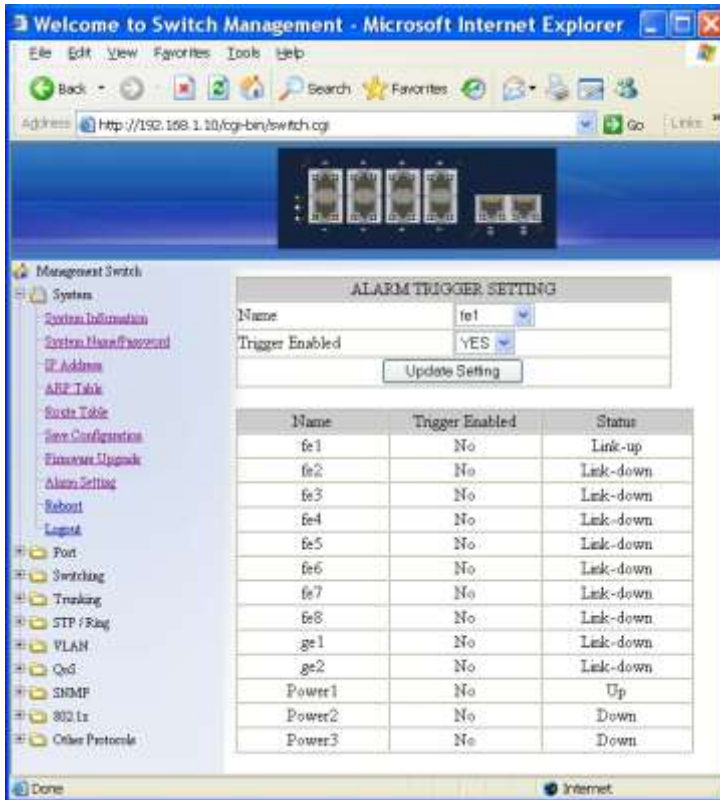 Welcome to Switch Management - Microsoft Internet Explorer
File Edit View Favorites Tools Help
Back Search Favorites
Address http://192.168.1.10/cgi-bin/switch.cgi Go Links »
Management Switch
System
System Information
System Name/Password
IP Address
ARP Table
Route Table
Save Configuration
Firmware Upgrade
Alarm Setting
Reboot
Logout
Port
Switching
Trunking
STP / Ring
VLAN
QoS
SNMP
802.1x
Other Protocols
ALARM TRIGGER SETTING
Name fe1
Trigger Enabled YES
Update Setting
Name Trigger Enabled Status
fe1 No Link-up
fe2 No Link-down
fe3 No Link-down
fe4 No Link-down
fe5 No Link-down
fe6 No Link-down
fe7 No Link-down
fe8 No Link-down
ge1 No Link-down
ge2 No Link-down
Power1 No Up
Power2 No Down
Power3 No Down
Done Internet